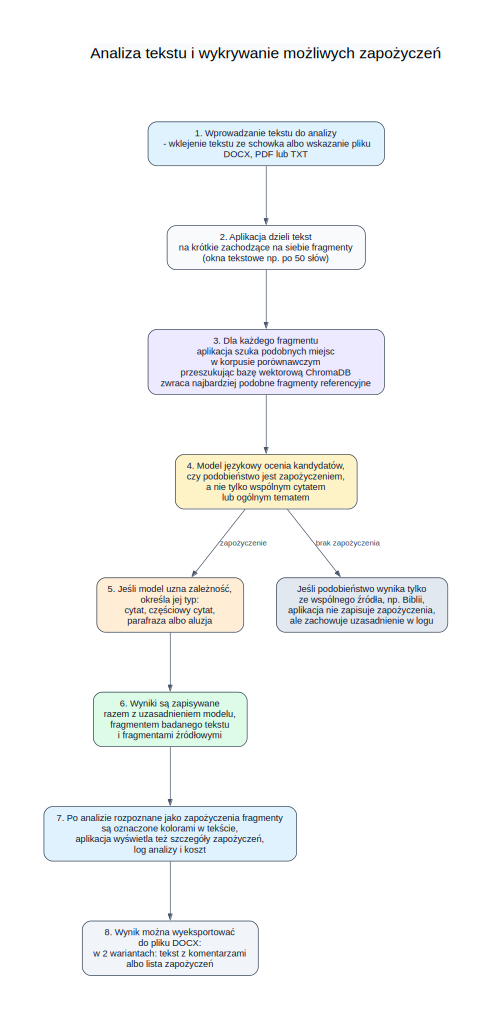 Analiza tekstu i wykrywanie możliwych zapożyczeń
1. Wprowadzanie tekstu do analizy
- wklejenie tekstu ze schowka albo wskazanie pliku
DOCX, PDF lub TXT
2. Aplikacja dzieli tekst
na krótkie zachodzące na siebie fragmenty
(okna tekstowe np. po 50 słów)
3. Dla każdego fragmentu
aplikacja szuka podobnych miejsc
w korpusie porównawczym
przeszukując bazę wektorową ChromaDB
zwraca najbardziej podobne fragmenty referencyjne
4. Model językowy ocenia kandydatów,
czy podobieństwo jest zapożyczeniem,
a nie tylko wspólnym cytatem
lub ogólnym tematem
zapożyczenie
brak zapożyczenia
5. Jeśli model uzna zależność,
określa jej typ:
cytat, częściowy cytat,
parafraza albo aluzja
Jeśli podobieństwo wynika tylko
ze wspólnego źródła, np. Biblii,
aplikacja nie zapisuje zapożyczenia,
ale zachowuje uzasadnienie w logu
6. Wyniki są zapisywane
razem z uzasadnieniem modelu,
fragmentem badanego tekstu
i fragmentami źródłowymi
7. Po analizie rozpoznane jako zapożyczenia fragmenty
są oznaczone kolorami w tekście,
aplikacja wyświetla też szczegóły zapożyczeń,
log analizy i koszt
8. Wynik można wyeksportować
do pliku DOCX:
w 2 wariantach: tekst z komentarzami
albo lista zapożyczeń